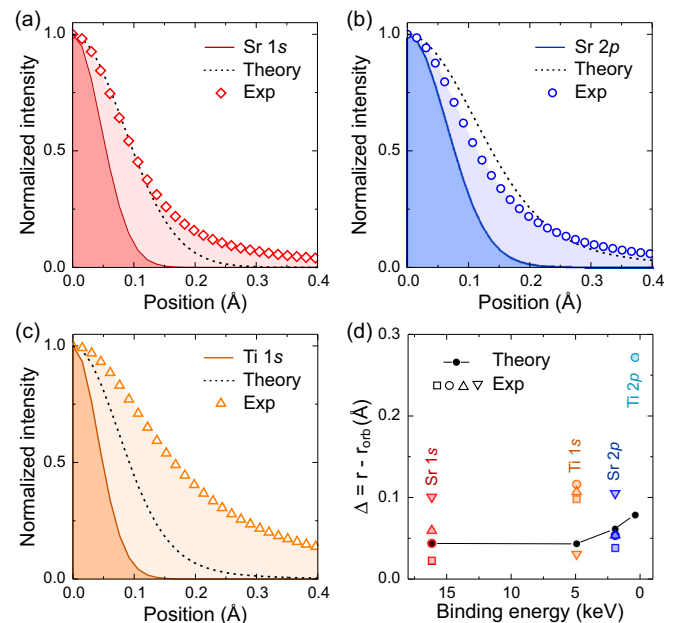 (a)
Normalized intensity
1.0
0.5
0.0
Sr 1s
Theory
Exp
0.0 0.1 0.2 0.3 0.4
Position (Å)
(b)
Normalized intensity
1.0
0.5
0.0
Sr 2p
Theory
Exp
0.0 0.1 0.2 0.3 0.4
Position (Å)
(c)
Normalized intensity
1.0
0.5
0.0
Ti 1s
Theory
Exp
0.0 0.1 0.2 0.3 0.4
Position (Å)
(d)
Δ = r - r_orb (Å)
0.3
0.2
0.1
0.0
Theory
Exp
Sr 1s
Ti 1s
Sr 2p
Ti 2p
15 10 5 0
Binding energy (keV)